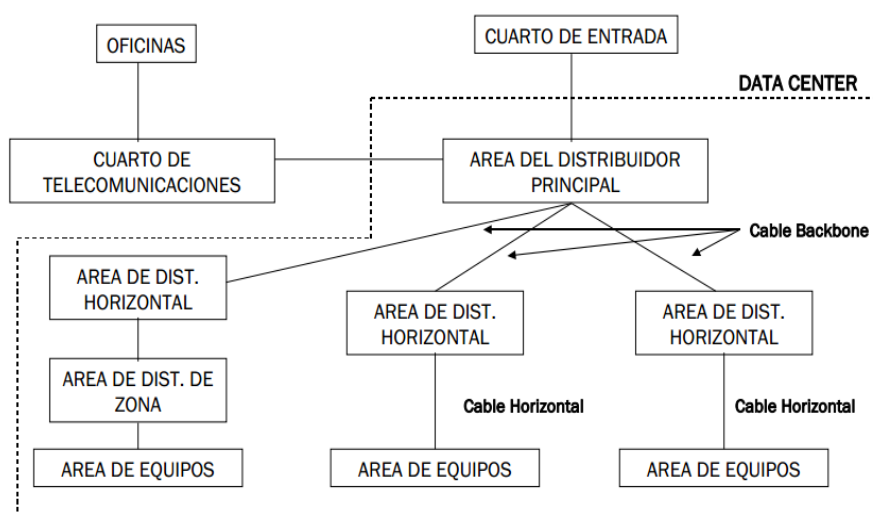 OFICINAS
CUARTO DE ENTRADA
DATA CENTER
CUARTO DE
TELECOMUNICACIONES
AREA DEL DISTRIBUIDOR
PRINCIPAL
Cable Backbone
AREA DE DIST.
HORIZONTAL
AREA DE DIST.
HORIZONTAL
AREA DE DIST.
HORIZONTAL
AREA DE DIST. DE
ZONA
Cable Horizontal
Cable Horizontal
AREA DE EQUIPOS
AREA DE EQUIPOS
AREA DE EQUIPOS